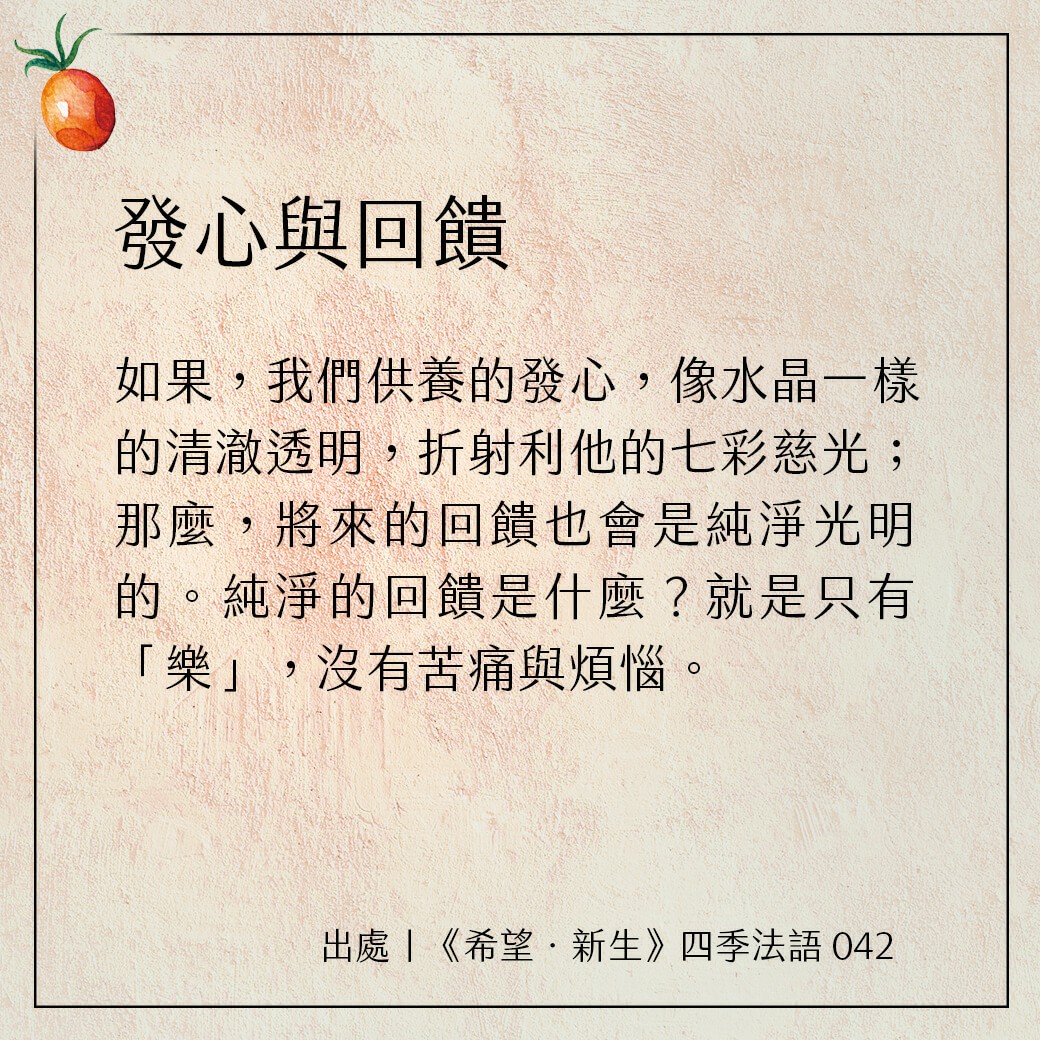 發心與回饋
如果，我們供養的發心，像水晶一樣
的清澈透明，折射利他的七彩慈光；
那麼，將來的回饋也會是純淨光明
的。純淨的回饋是什麼？就是只有
「樂」，沒有苦痛與煩惱。
出處｜《希望．新生》四季法語 042